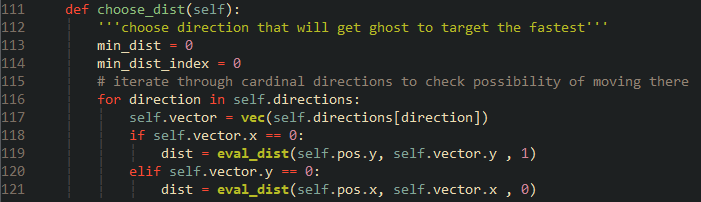 111 def choose_dist(self):
112 '''choose direction that will get ghost to target the fastest'''
113 min_dist = 0
114 min_dist_index = 0
115 # iterate through cardinal directions to check possibility of moving there
116 for direction in self.directions:
117 self.vector = vec(self.directions[direction])
118 if self.vector.x == 0:
119 dist = eval_dist(self.pos.y, self.vector.y , 1)
120 elif self.vector.y == 0:
121 dist = eval_dist(self.pos.x, self.vector.x , 0)